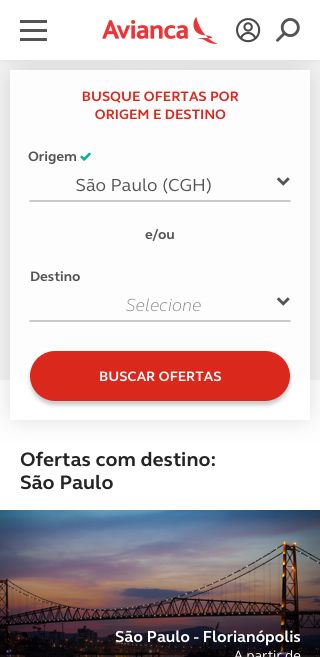 Avianca
BUSQUE OFERTAS POR
ORIGEM E DESTINO
Origem
São Paulo (CGH)
e/ou
Destino
Selecione
BUSCAR OFERTAS
Ofertas com destino:
São Paulo
São Paulo - Florianópolis
A partir de